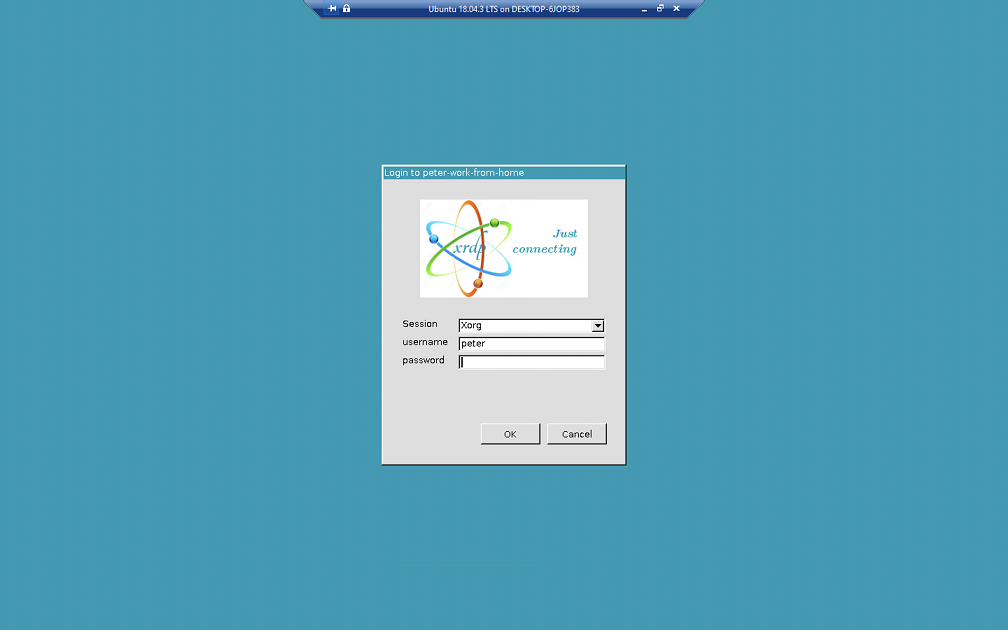 Ubuntu 18.04.3 LTS on DESKTOP-6JOP383
Login to peter-work-from-home
xrdp
Just
connecting
Session
Xorg
username
peter
password
OK
Cancel